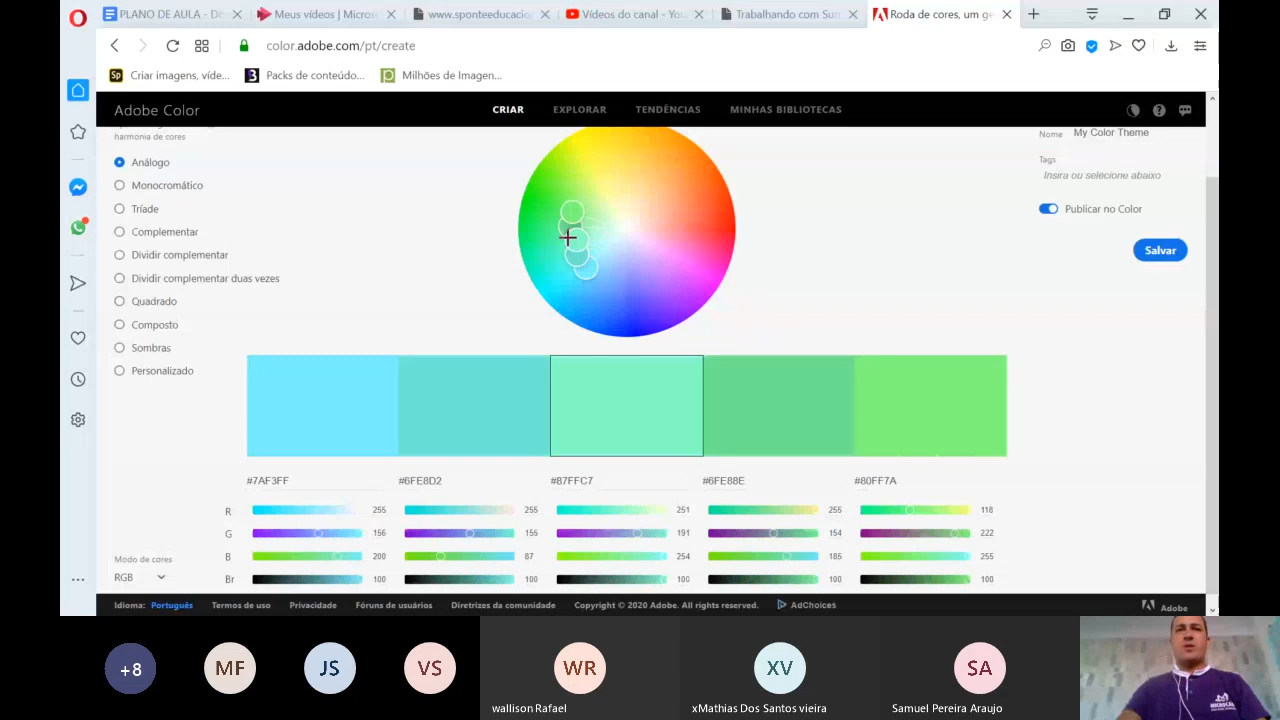 PLANO DE AULA. - Dö
Meus vídeos | Micros
www.sponteeducacio
Vídeos do canal - You
Trabalhando com Sur
Roda de cores, um ge
color.adobe.com/pt/create
Criar imagens, víde...
Packs de conteúdo...
Milhões de Imagen...
Adobe Color
CRIAR
EXPLORAR
TENDÊNCIAS
MINHAS BIBLIOTECAS
harmonia de cores
Análogo
Monocromático
Tríade
Complementar
Dividir complementar
Dividir complementar duas vezes
Quadrado
Composto
Sombras
Personalizado
Nome My Color Theme
Tags
Insira ou selecione abaixo
Publicar no Color
Salvar
#7AF3FF #6FE8D2 #87FFC7 #6FE88E #80FF7A
R 255 255 251 255 118
G 156 155 191 154 222
B 200 87 254 185 255
Br 100 100 100 100 100
Modo de cores
RGB
Idioma: Português Termos de uso Privacidade Fóruns de usuários Diretrizes da comunidade Copyright © 2020 Adobe. All rights reserved. AdChoices Adobe
+8 MF JS VS WR XV SA
wallison Rafael
xMathias Dos Santos vieira
Samuel Pereira Araujo